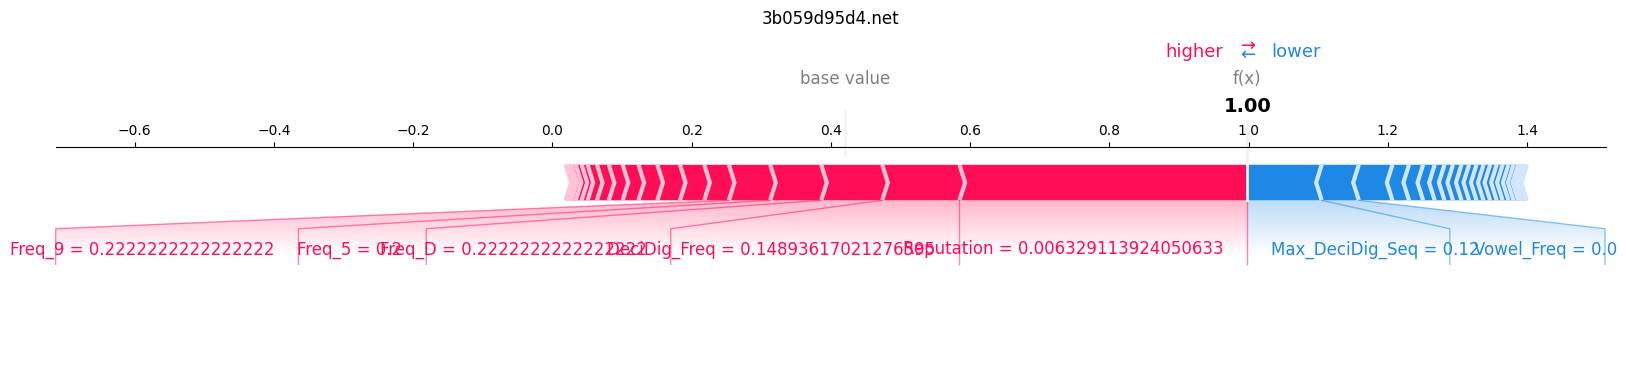 3b059d95d4.net
higher ⇄ lower
base value f(x)
1.00
−0.6 −0.4 −0.2 0.0 0.2 0.4 0.6 0.8 1.0 1.2 1.4
Freq_9 = 0.2222222222222222 Freq_5 = 0.2 Freq_D = 0.2222222222222222 DeciDig_Freq = 0.14893617021276595 Reputation = 0.006329113924050633 Max_DeciDig_Seq = 0.12 Vowel_Freq = 0.0